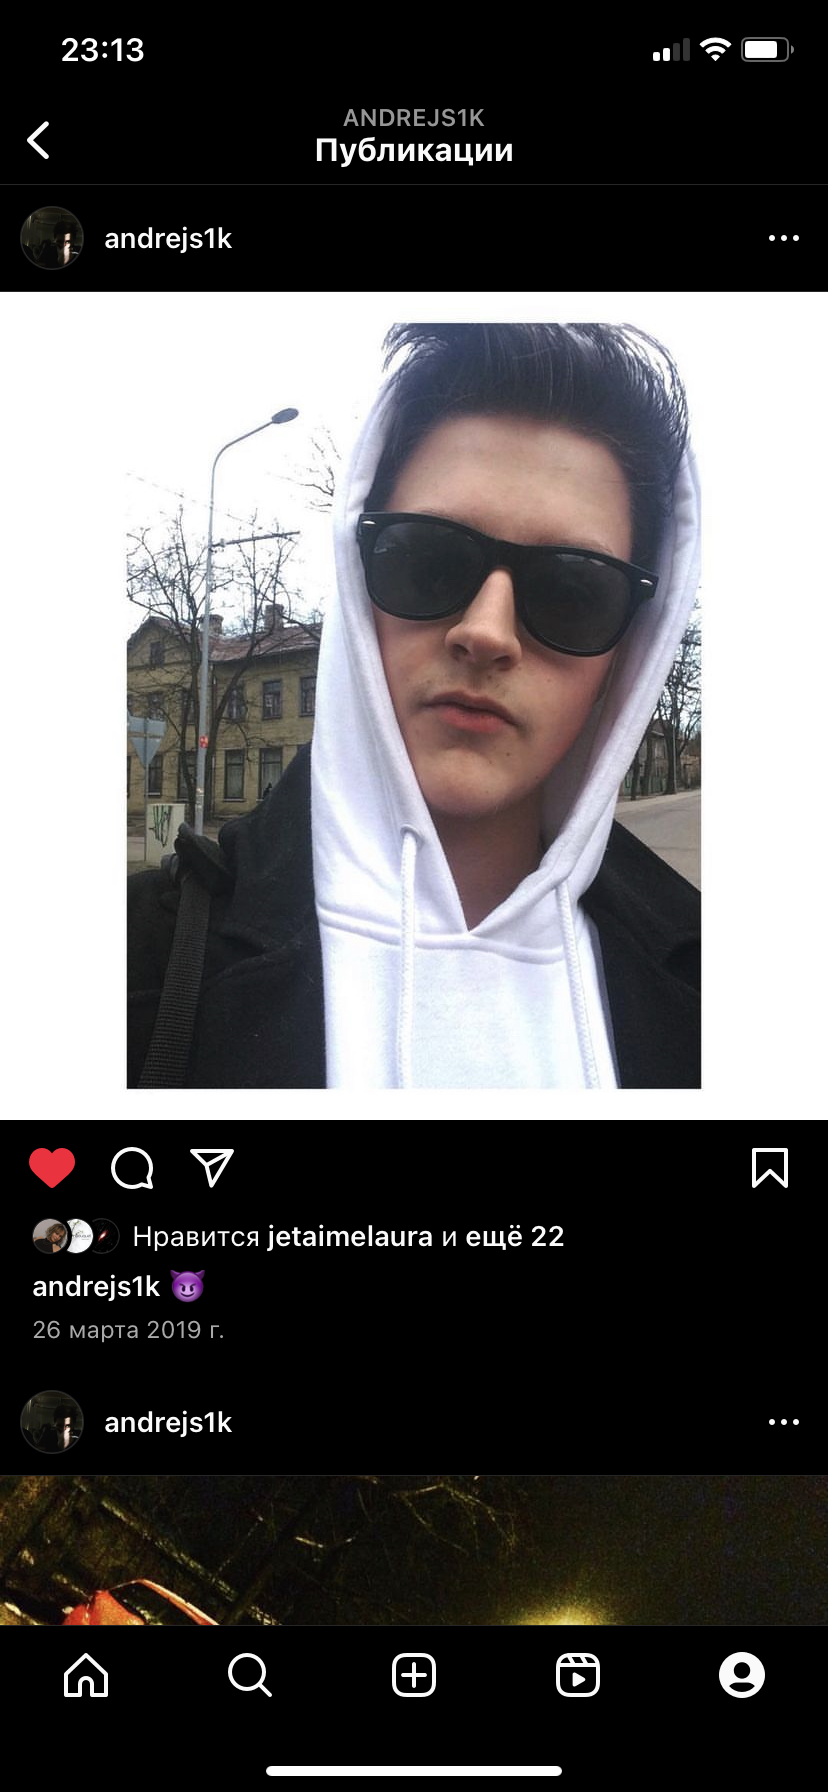 23:13
ANDREJS1K
Публикации
andrejs1k
Нравится jetaimelaura и ещё 22
andrejs1k 😈
26 марта 2019 г.
andrejs1k